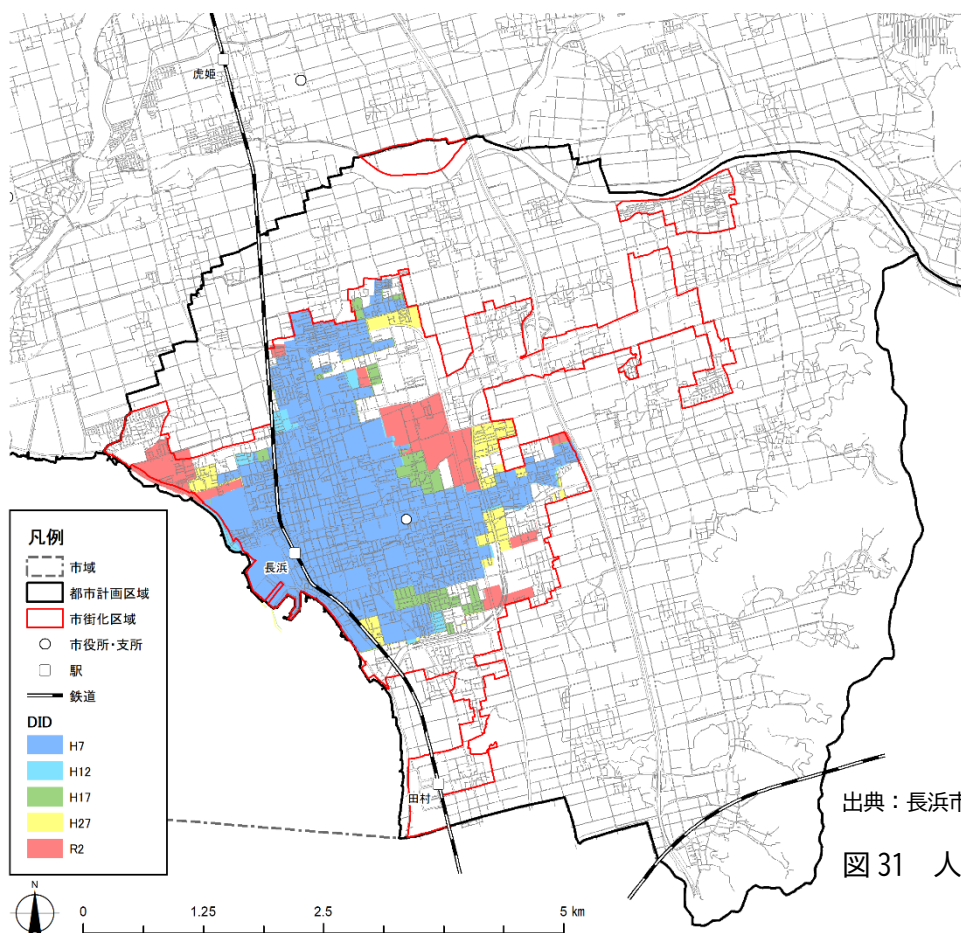 虎姫
長浜
田村
凡例
市域
都市計画区域
市街化区域
市役所・支所
駅
鉄道
DID
H7
H12
H17
H27
R2
出典：長浜市
図 31　人
N
0 1.25 2.5 5 km